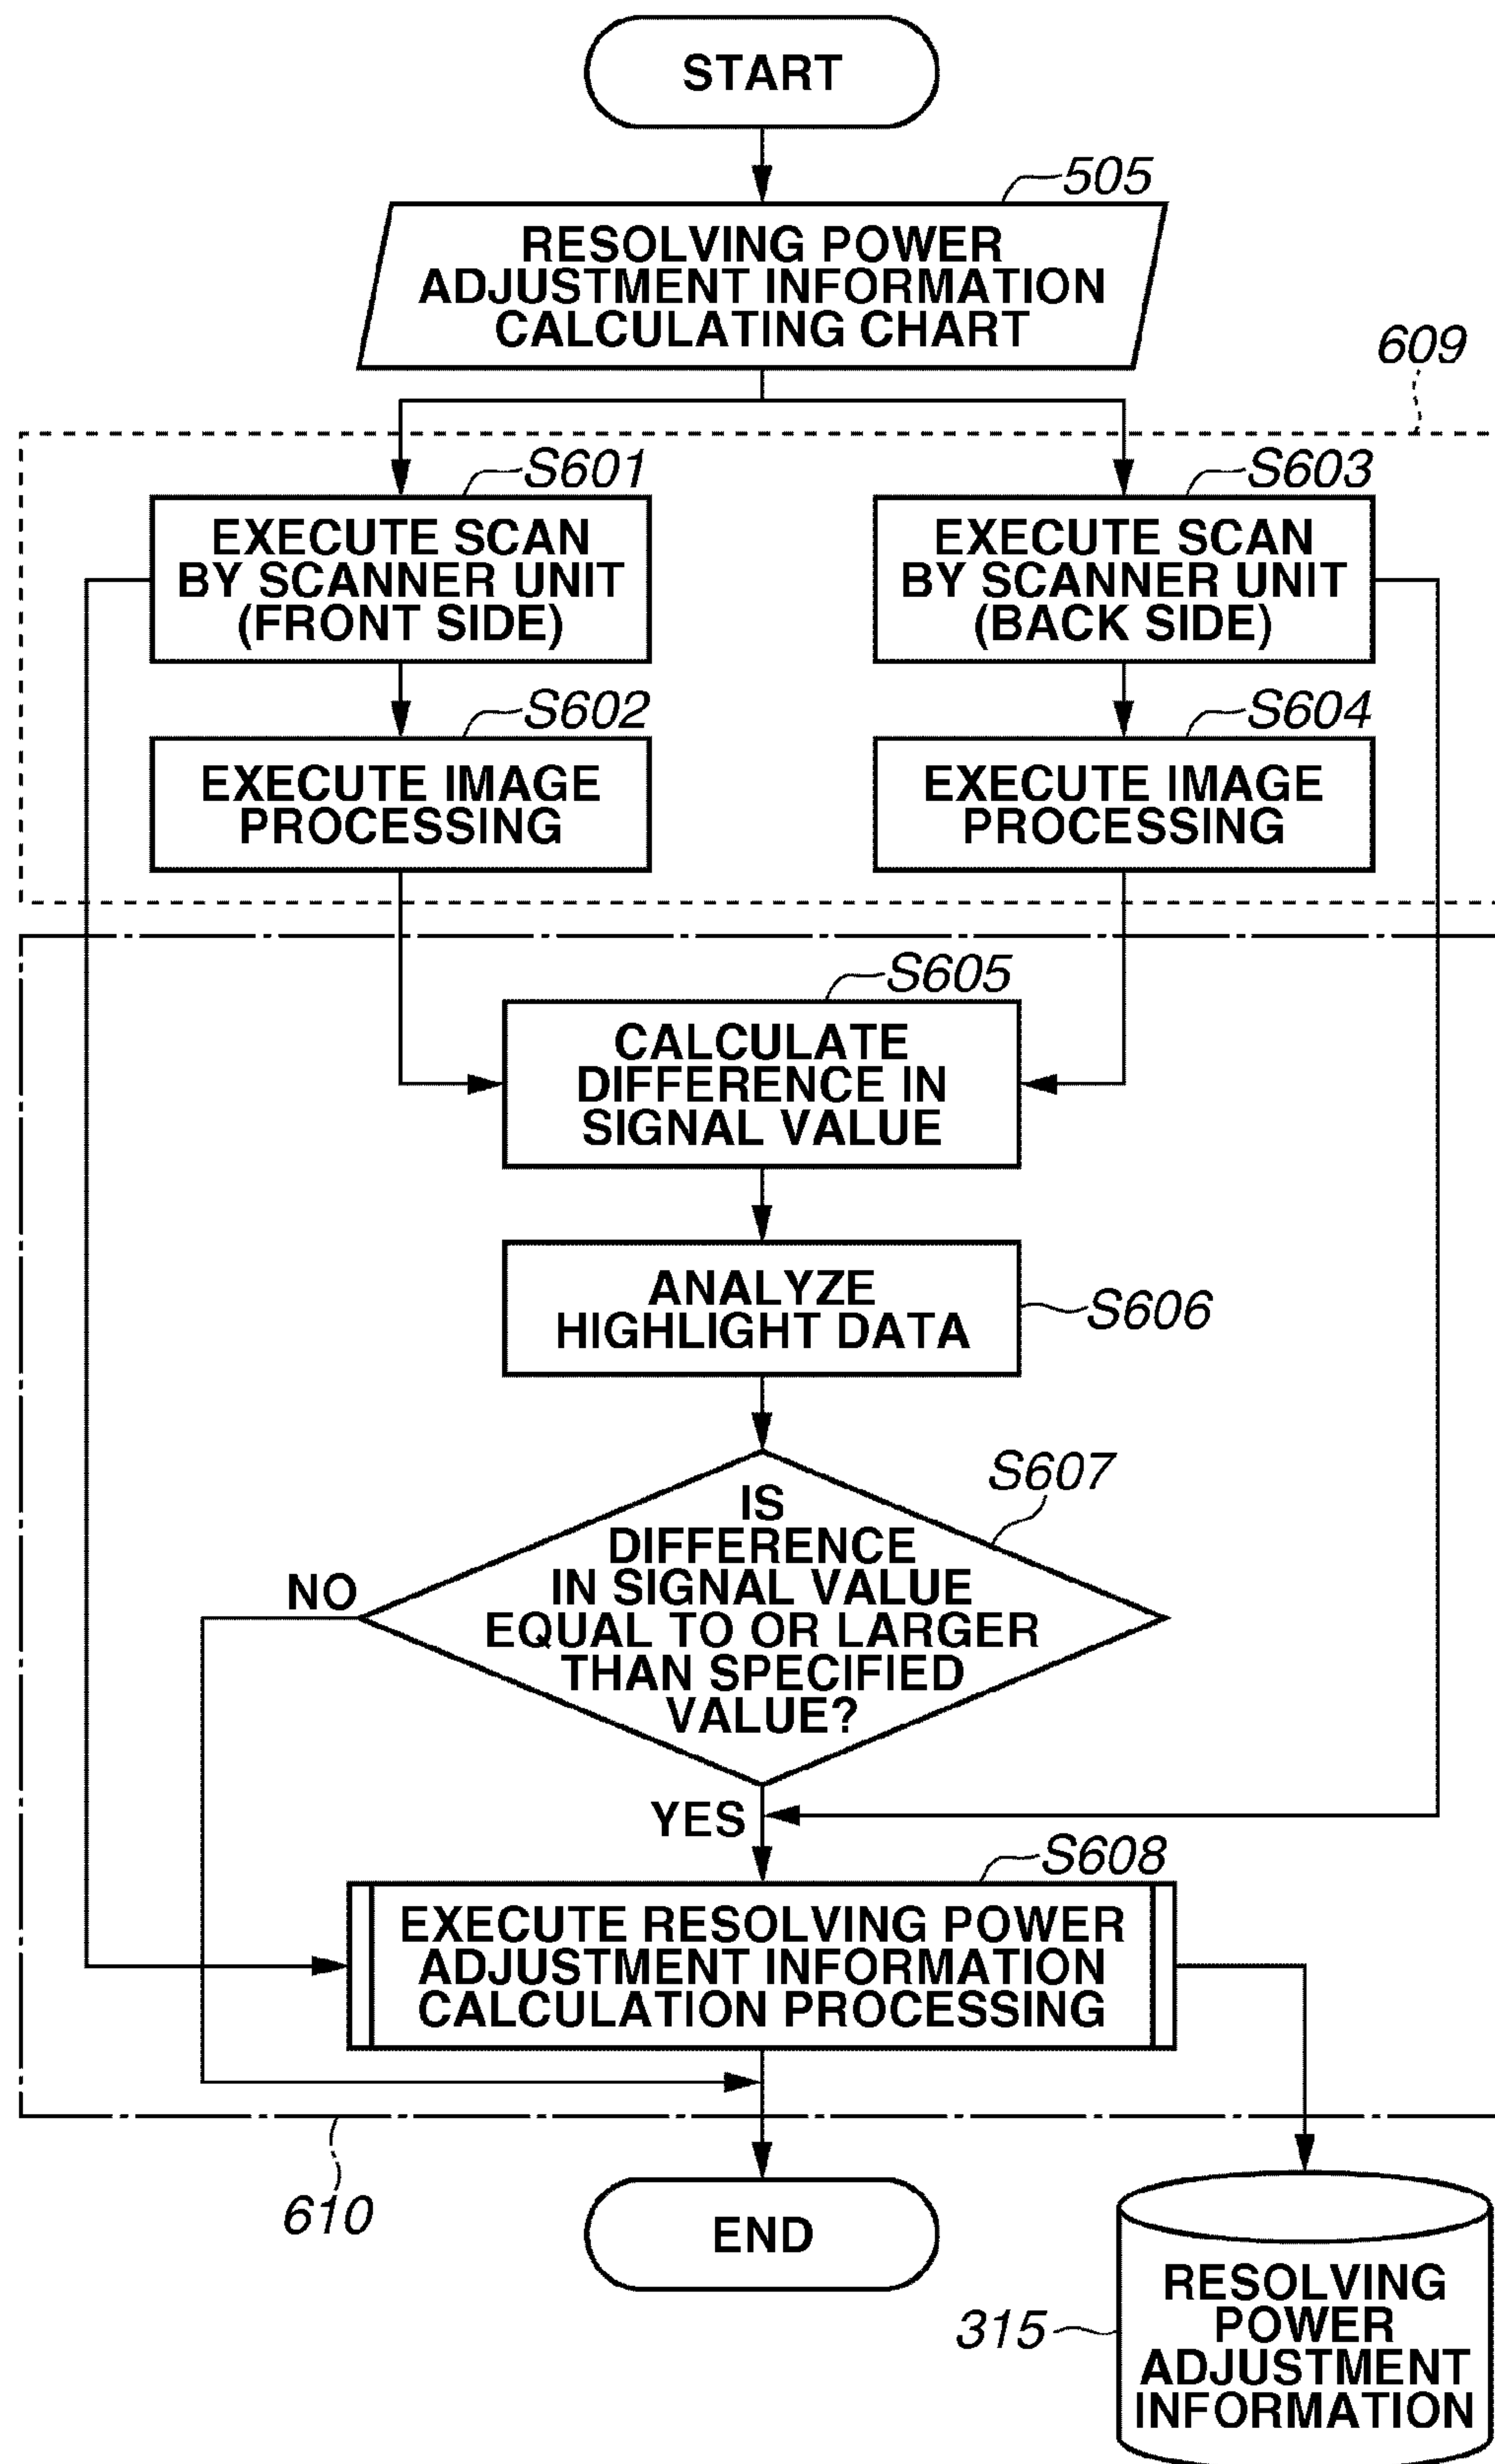 START
505
RESOLVING POWER
ADJUSTMENT INFORMATION
CALCULATING CHART
609
S601
EXECUTE SCAN
BY SCANNER UNIT
(FRONT SIDE)
S603
EXECUTE SCAN
BY SCANNER UNIT
(BACK SIDE)
S602
EXECUTE IMAGE
PROCESSING
S604
EXECUTE IMAGE
PROCESSING
S605
CALCULATE
DIFFERENCE IN
SIGNAL VALUE
ANALYZE
HIGHLIGHT DATA
S606
S607
IS
DIFFERENCE
IN SIGNAL VALUE
EQUAL TO OR LARGER
THAN SPECIFIED
VALUE?
NO
YES
S608
EXECUTE RESOLVING POWER
ADJUSTMENT INFORMATION
CALCULATION PROCESSING
610
END
315
RESOLVING
POWER
ADJUSTMENT
INFORMATION